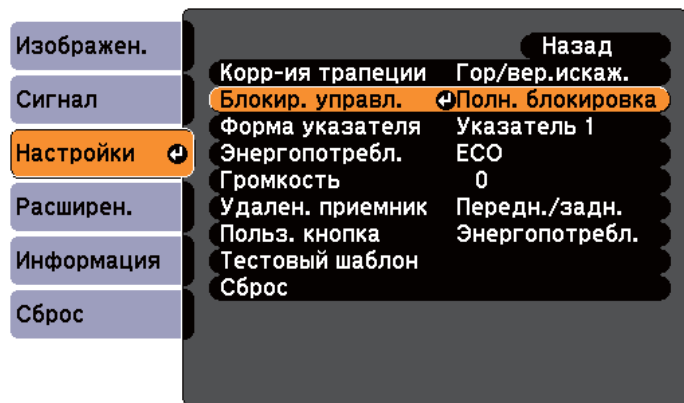 Изображен.
Сигнал
Настройки
Расширен.
Информация
Сброс
Назад
Корр-ия трапеции Гор/вер.искаж.
Блокир. управл. Полн. блокировка
Форма указателя Указатель 1
Энергопотребл. ECO
Громкость 0
Удален. приемник Передн./задн.
Польз. кнопка Энергопотребл.
Тестовый шаблон
Сброс